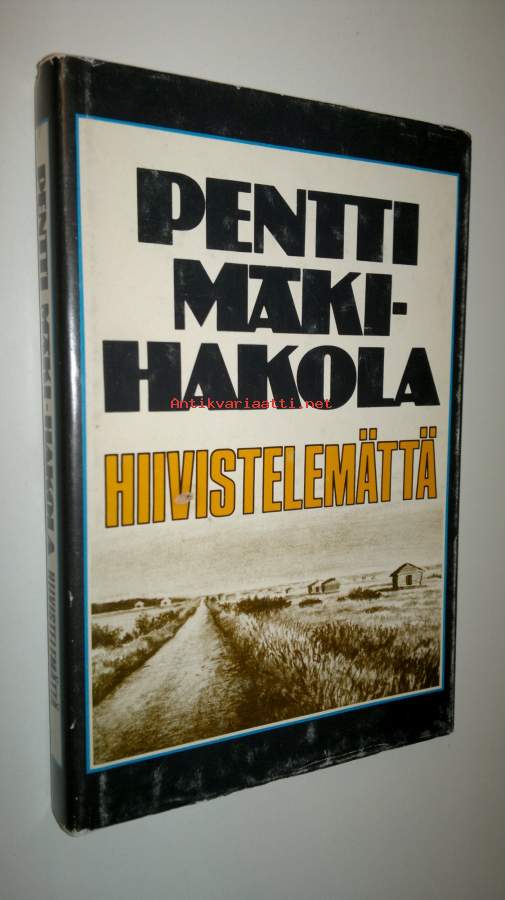 PENTTI
MÄKI-
HAKOLA
Antikvariaatti.net
HIIVISTELEMÄTTÄ
PENTTI MÄKI-HAKOLA HIIVISTELEMÄTTÄ